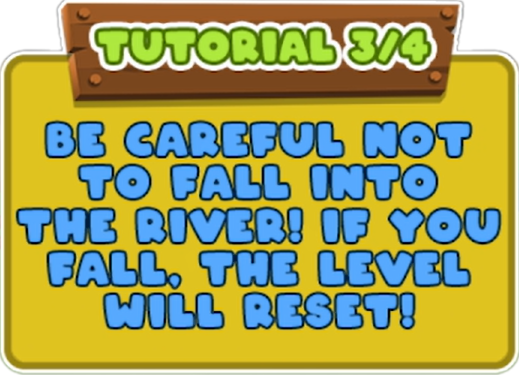 TUTORIAL 3/4
BE CAREFUL NOT
TO FALL INTO
THE RIVER! IF YOU
FALL, THE LEVEL
WILL RESET!